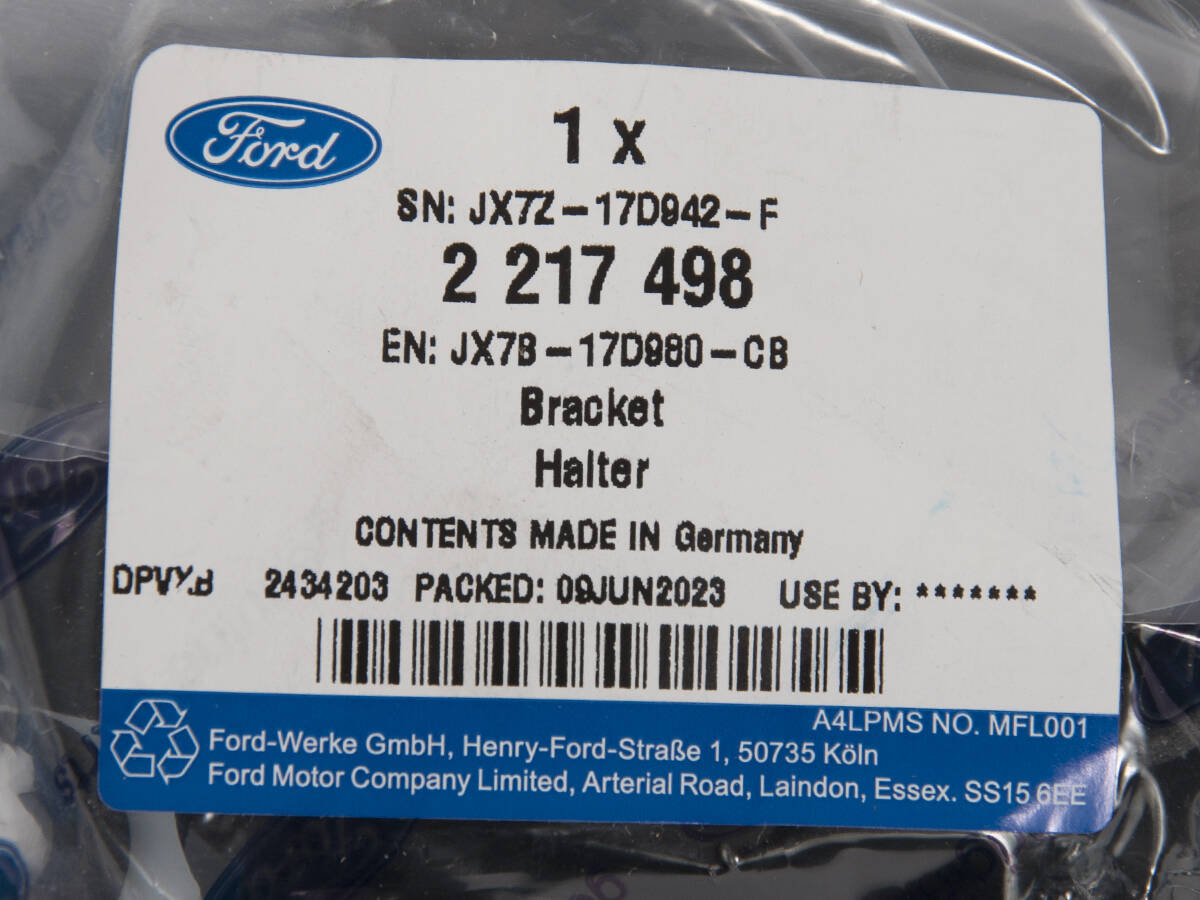 Ford
1 x
SN: JX7Z-17D942-F
2 217 498
EN: JX7B-17D980-CB
Bracket
Halter
CONTENTS MADE IN Germany
2434203 PACKED: 09JUN2023 USE BY: *******
A4LPMS NO. MFL001
Ford-Werke GmbH, Henry-Ford-Straße 1, 50735 Köln
Ford Motor Company Limited, Arterial Road, Laindon, Essex. SS15 6EE